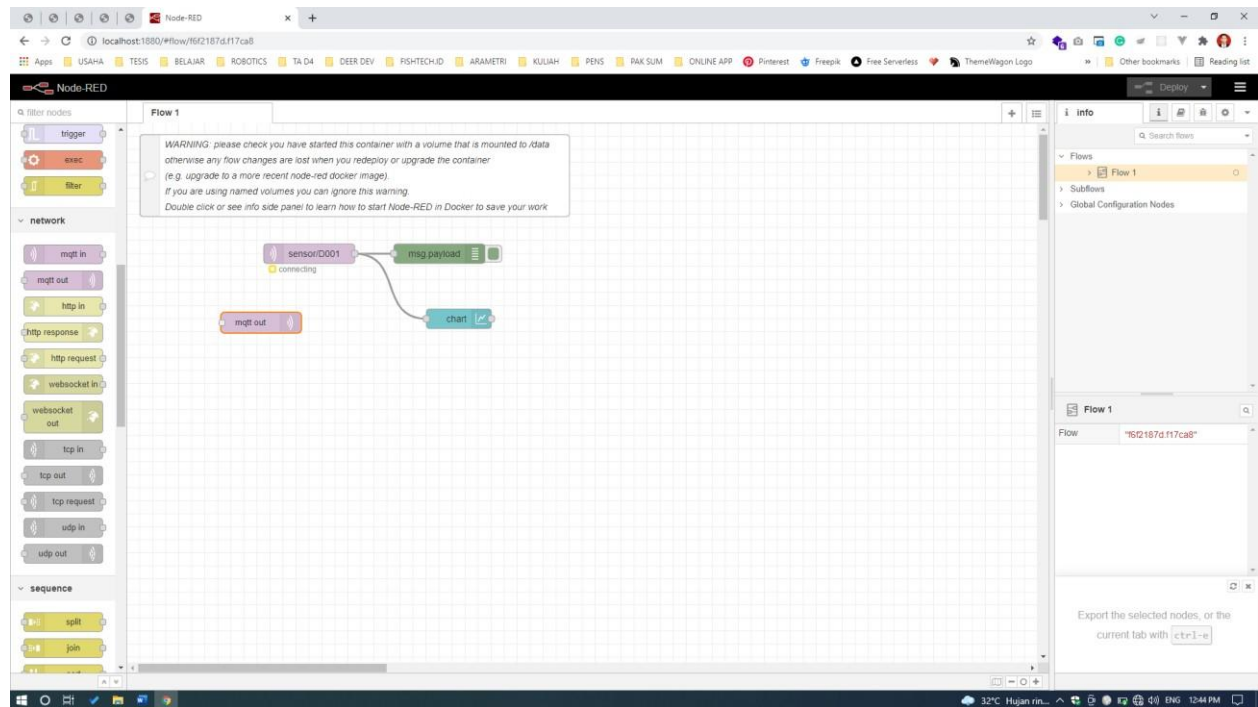 Node-RED
localhost:1880/#flow/f6f2187d.f17ca8
Apps USAHA TESIS BELAJAR ROBOTICS TA D4 DEER DEV FISHTECH.ID ARAMETRI KULIAH PENS PAK SUM ONLINE APP Pinterest Freepik Free Serverless ThemeWagon Logo » Other bookmarks Reading list
Node-RED Deploy
filter nodes
Flow 1
info
trigger
exec
filter
network
mqtt in
mqtt out
http in
http response
http request
websocket in
websocket
out
tcp in
tcp out
tcp request
udp in
udp out
sequence
split
join
WARNING: please check you have started this container with a volume that is mounted to /data
otherwise any flow changes are lost when you redeploy or upgrade the container
(e.g. upgrade to a more recent node-red docker image).
If you are using named volumes you can ignore this warning.
Double click or see info side panel to learn how to start Node-RED in Docker to save your work
sensor/D001
connecting
msg.payload
mqtt out
chart
Search flows
Flows
Flow 1
Subflows
Global Configuration Nodes
Flow 1
Flow "f6f2187d.f17ca8"
Export the selected nodes, or the
current tab with ctrl-e
32°C Hujan rin... ENG 12:44 PM